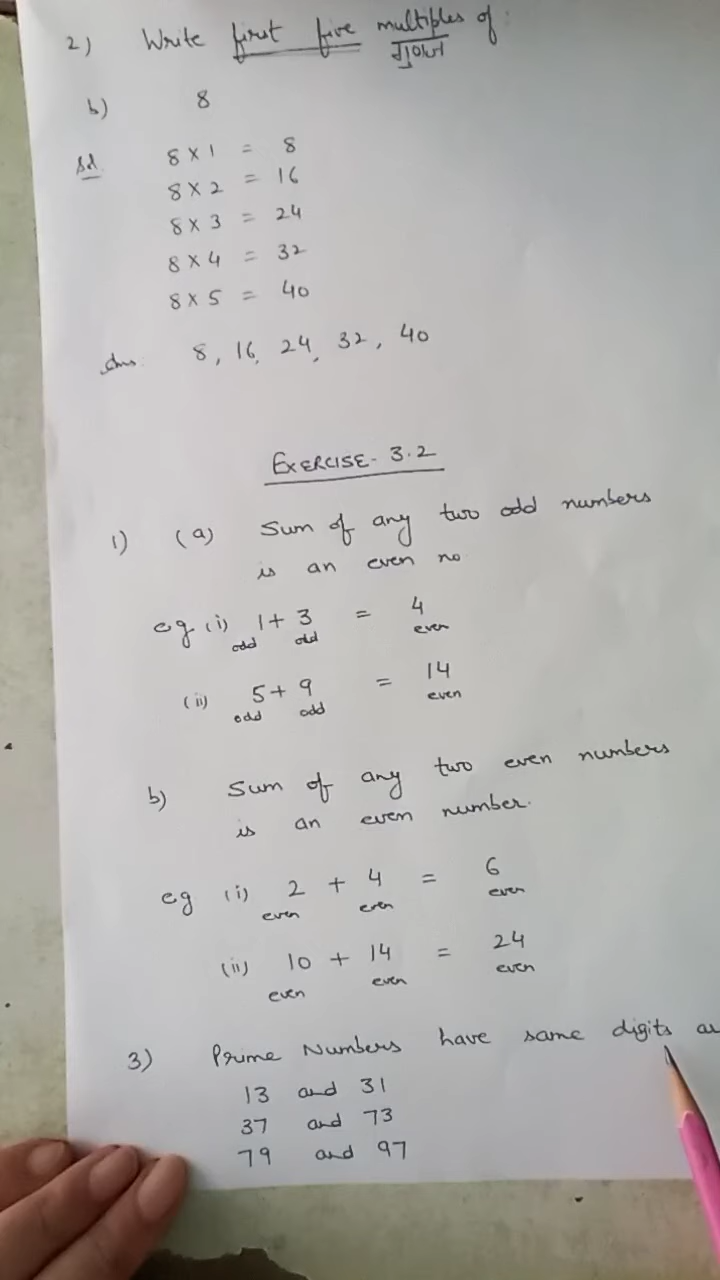 2) Write first five multiples of :
गुणज
b) 8
Sol. 8 × 1 = 8
8 × 2 = 16
8 × 3 = 24
8 × 4 = 32
8 × 5 = 40
Ans: 8, 16, 24, 32, 40
EXERCISE - 3.2
1) (a) Sum of any two odd numbers
is an even no
eg (i) 1 + 3 = 4
odd odd even
(ii) 5 + 9 = 14
odd odd even
b) Sum of any two even numbers
is an even number.
eg (i) 2 + 4 = 6
even even even
(ii) 10 + 14 = 24
even even even
3) Prime Numbers have same digits
13 and 31
37 and 73
79 and 97